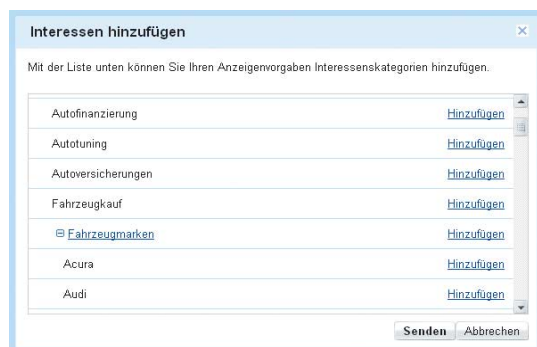 Interessen hinzufügen
Mit der Liste unten können Sie Ihren Anzeigenvorgaben Interessenskategorien hinzufügen.
Autofinanzierung Hinzufügen
Autotuning Hinzufügen
Autoversicherungen Hinzufügen
Fahrzeugkauf Hinzufügen
Fahrzeugmarken Hinzufügen
Acura Hinzufügen
Audi Hinzufügen
Senden Abbrechen